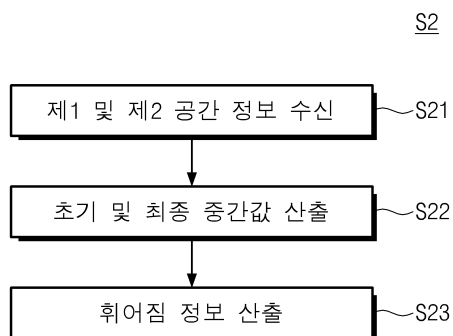 S2
제1 및 제2 공간 정보 수신
S21
초기 및 최종 중간값 산출
S22
휘어짐 정보 산출
S23